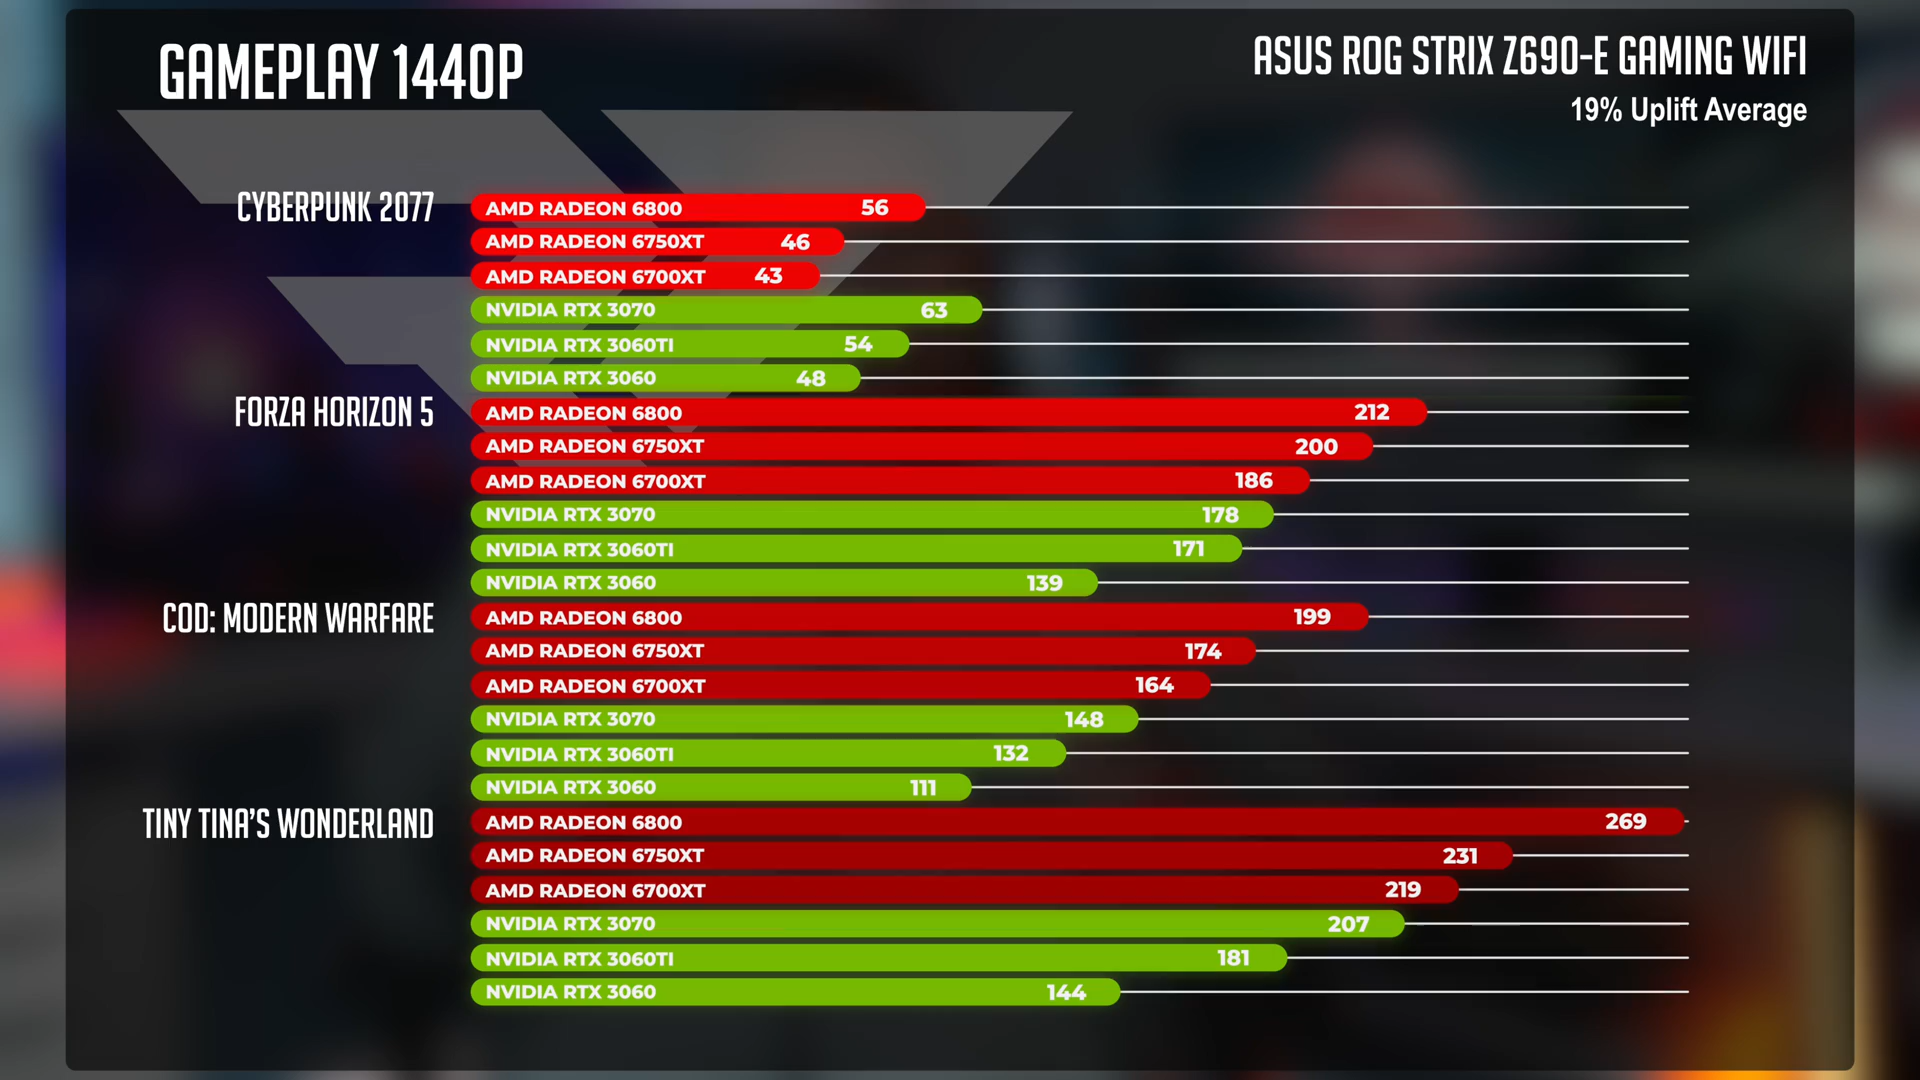 GAMEPLAY 1440P
ASUS ROG STRIX Z690-E GAMING WIFI
19% Uplift Average
CYBERPUNK 2077
AMD RADEON 6800 56
AMD RADEON 6750XT 46
AMD RADEON 6700XT 43
NVIDIA RTX 3070 63
NVIDIA RTX 3060TI 54
NVIDIA RTX 3060 48
FORZA HORIZON 5
AMD RADEON 6800 212
AMD RADEON 6750XT 200
AMD RADEON 6700XT 186
NVIDIA RTX 3070 178
NVIDIA RTX 3060TI 171
NVIDIA RTX 3060 139
COD: MODERN WARFARE
AMD RADEON 6800 199
AMD RADEON 6750XT 174
AMD RADEON 6700XT 164
NVIDIA RTX 3070 148
NVIDIA RTX 3060TI 132
NVIDIA RTX 3060 111
TINY TINA'S WONDERLAND
AMD RADEON 6800 269
AMD RADEON 6750XT 231
AMD RADEON 6700XT 219
NVIDIA RTX 3070 207
NVIDIA RTX 3060TI 181
NVIDIA RTX 3060 144